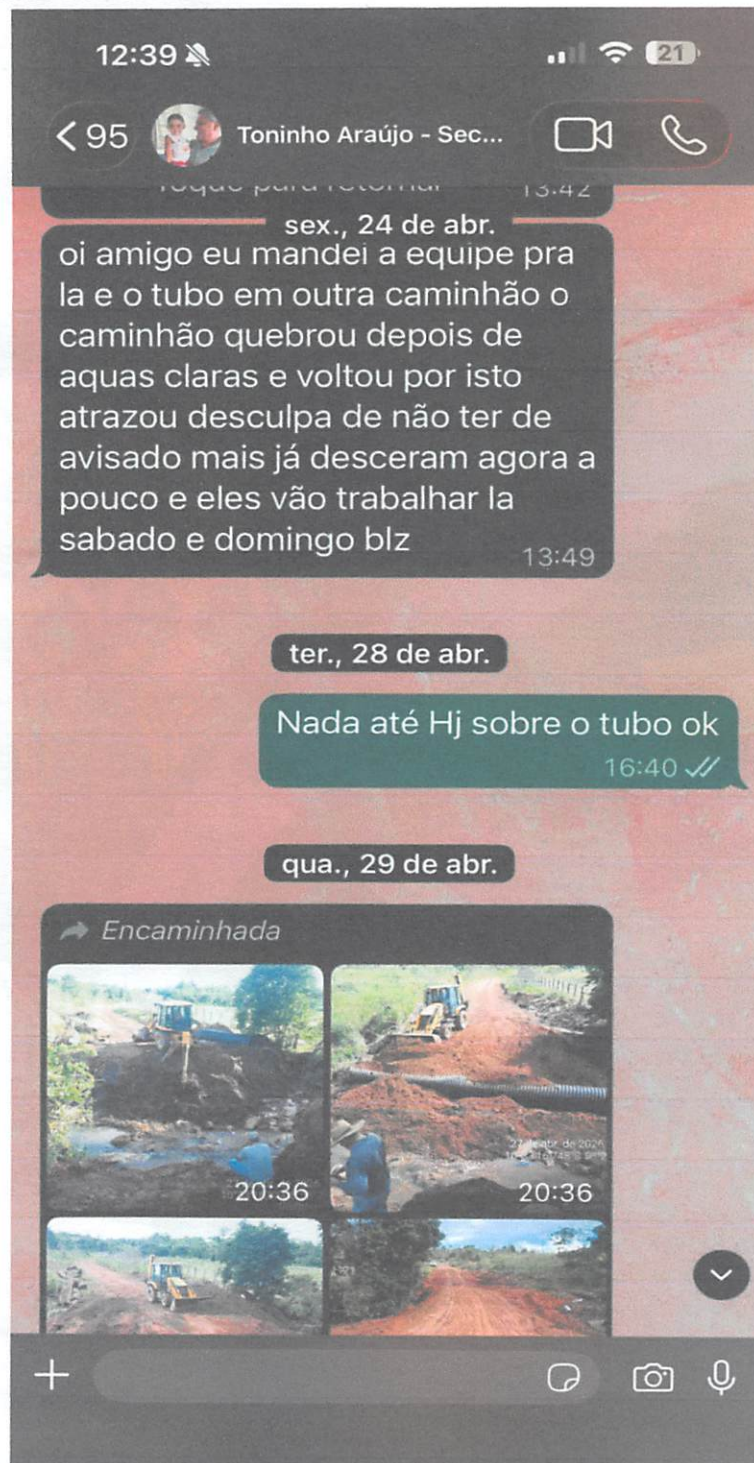 12:39
21
95
Toninho Araújo - Sec...
13:42
sex., 24 de abr.
oi amigo eu mandei a equipe pra
la e o tubo em outra caminhão o
caminhão quebrou depois de
aquas claras e voltou por isto
atrazou desculpa de não ter de
avisado mais já desceram agora a
pouco e eles vão trabalhar la
sabado e domingo blz
13:49
ter., 28 de abr.
Nada até Hj sobre o tubo ok
16:40
qua., 29 de abr.
Encaminhada
20:36
20:36